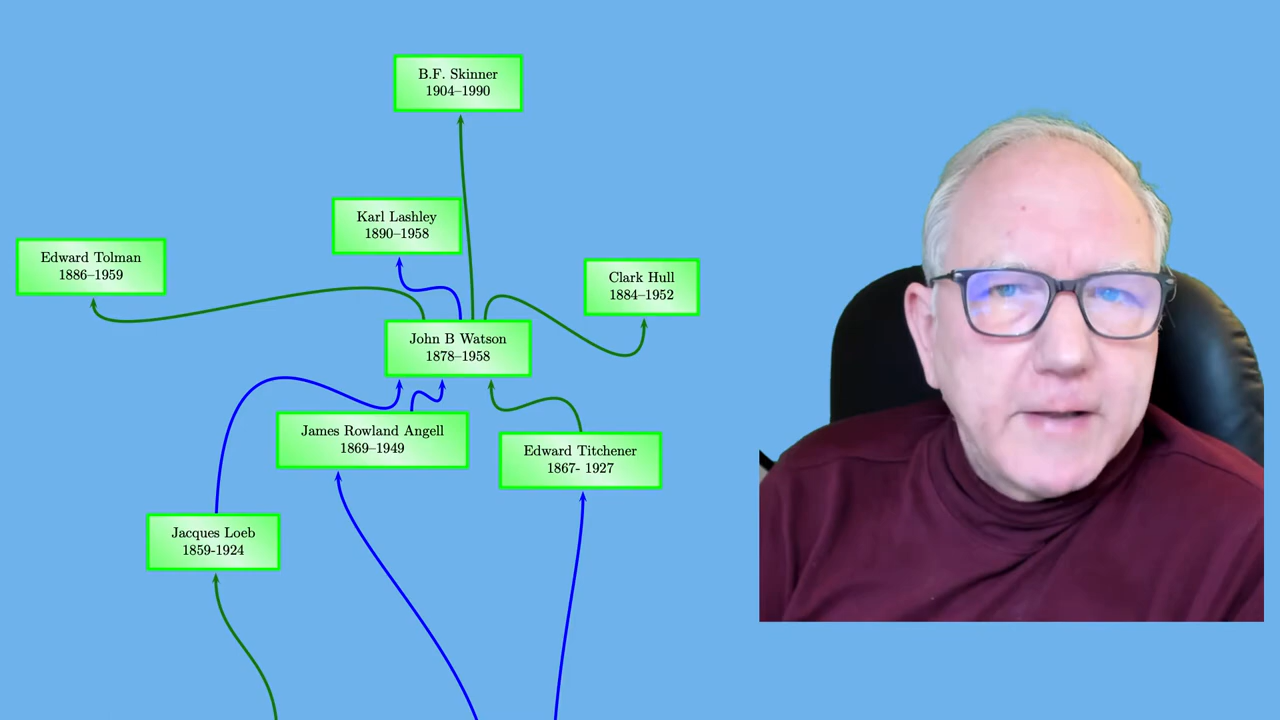 B.F. Skinner
1904–1990
Karl Lashley
1890–1958
Edward Tolman
1886–1959
Clark Hull
1884–1952
John B Watson
1878–1958
James Rowland Angell
1869–1949
Edward Titchener
1867- 1927
Jacques Loeb
1859-1924